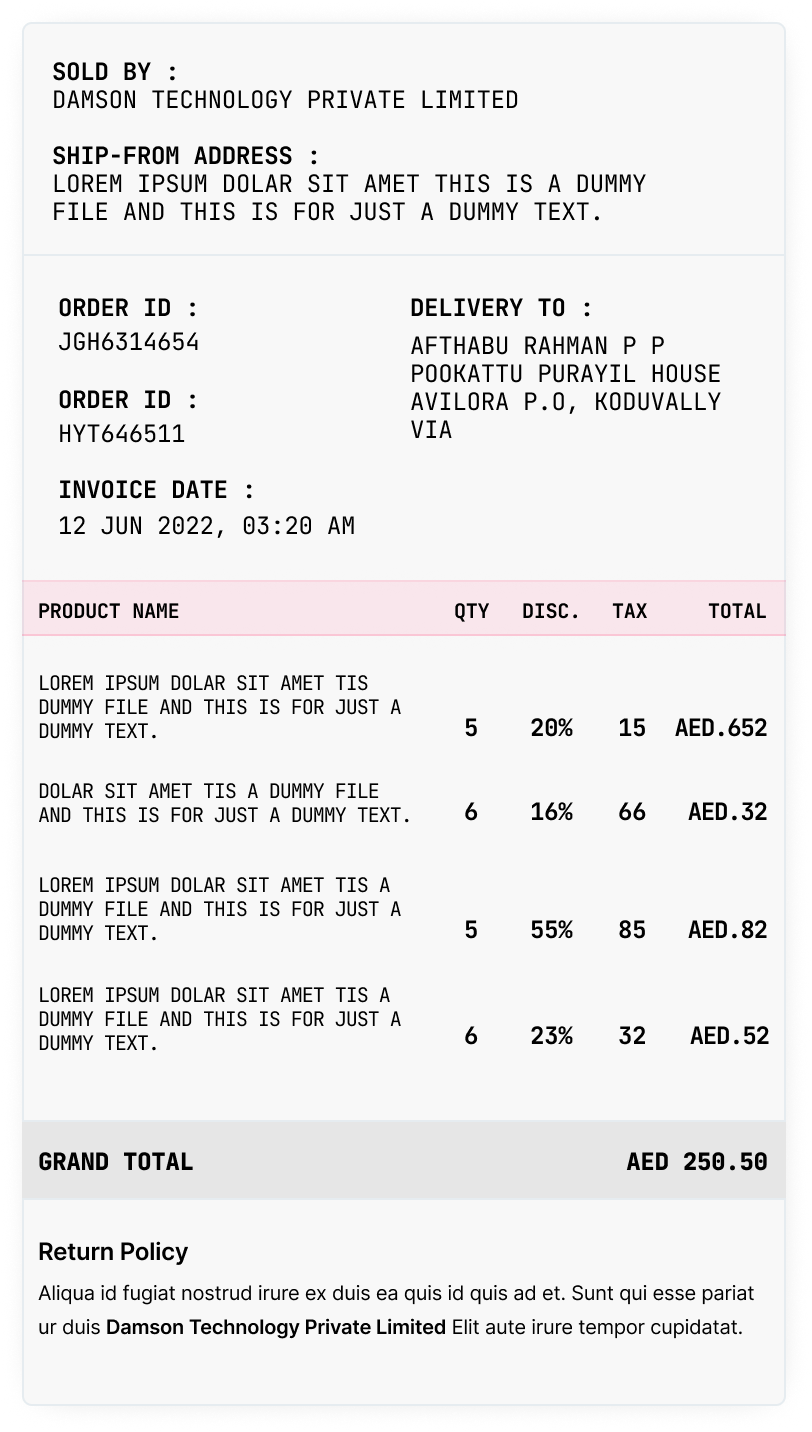 SOLD BY :
DAMSON TECHNOLOGY PRIVATE LIMITED
SHIP-FROM ADDRESS :
LOREM IPSUM DOLAR SIT AMET THIS IS A DUMMY
FILE AND THIS IS FOR JUST A DUMMY TEXT.
ORDER ID :
JGH6314654
ORDER ID :
HYT646511
INVOICE DATE :
12 JUN 2022, 03:20 AM
DELIVERY TO :
AFTHABU RAHMAN P P
POOKATTU PURAYIL HOUSE
AVILORA P.O, KODUVALLY
VIA
PRODUCT NAME QTY DISC. TAX TOTAL
LOREM IPSUM DOLAR SIT AMET TIS
DUMMY FILE AND THIS IS FOR JUST A
DUMMY TEXT. 5 20% 15 AED.652
DOLAR SIT AMET TIS A DUMMY FILE
AND THIS IS FOR JUST A DUMMY TEXT. 6 16% 66 AED.32
LOREM IPSUM DOLAR SIT AMET TIS A
DUMMY FILE AND THIS IS FOR JUST A
DUMMY TEXT. 5 55% 85 AED.82
LOREM IPSUM DOLAR SIT AMET TIS A
DUMMY FILE AND THIS IS FOR JUST A
DUMMY TEXT. 6 23% 32 AED.52
GRAND TOTAL AED 250.50
Return Policy
Aliqua id fugiat nostrud irure ex duis ea quis id quis ad et. Sunt qui esse pariat
ur duis Damson Technology Private Limited Elit aute irure tempor cupidatat.